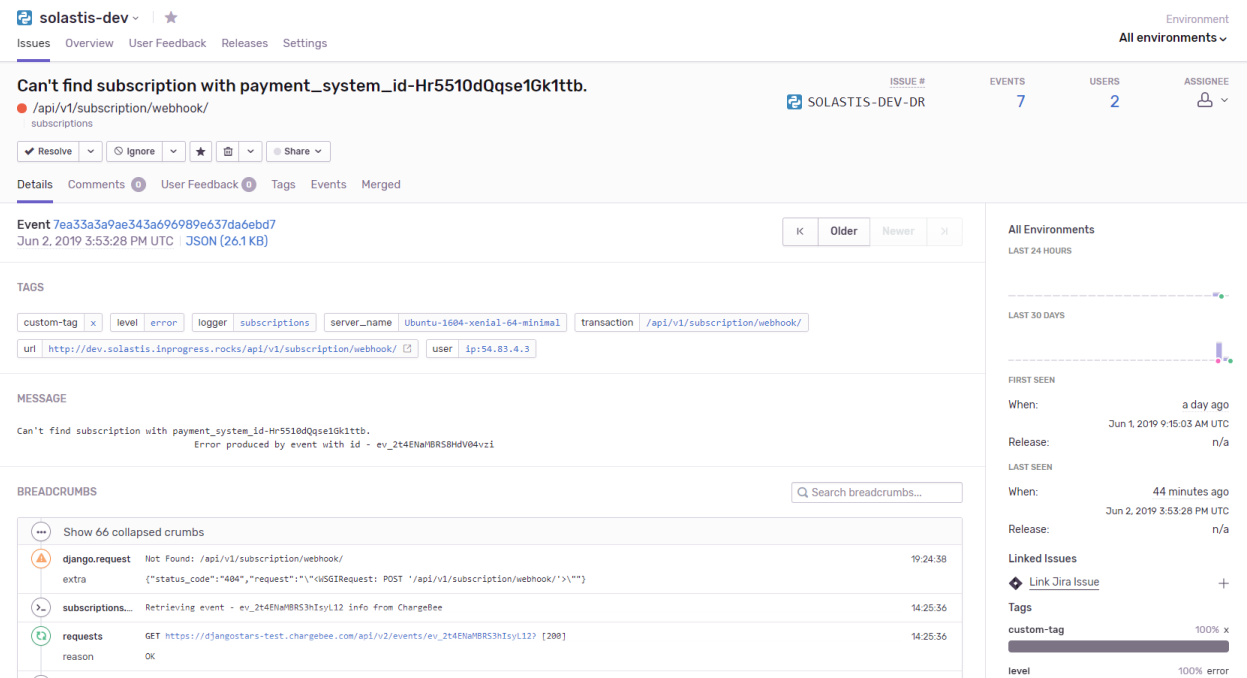 solastis-dev
Environment
Issues Overview User Feedback Releases Settings
All environments
Can't find subscription with payment_system_id-Hr5510dQqse1Gk1ttb.
ISSUE # EVENTS USERS ASSIGNEE
/api/v1/subscription/webhook/
SOLASTIS-DEV-DR 7 2
subscriptions
Resolve Ignore Share
Details Comments 0 User Feedback 0 Tags Events Merged
Event 7ea33a3a9ae343a696989e637da6ebd7
Jun 2, 2019 3:53:28 PM UTC JSON (26.1 KB)
Older Newer
All Environments
LAST 24 HOURS
TAGS
custom-tag x level error logger subscriptions server_name Ubuntu-1604-xenial-64-minimal transaction /api/v1/subscription/webhook/
LAST 30 DAYS
url http://dev.solastis.inprogress.rocks/api/v1/subscription/webhook/ user ip:54.83.4.3
FIRST SEEN
MESSAGE
When: a day ago
Jun 1, 2019 9:15:03 AM UTC
Can't find subscription with payment_system_id-Hr5510dQqse1Gk1ttb.
Error produced by event with id - ev_2t4ENaMBRS8HdV04vzi
Release: n/a
LAST SEEN
BREADCRUMBS
Search breadcrumbs...
When: 44 minutes ago
Jun 2, 2019 3:53:28 PM UTC
Show 66 collapsed crumbs
Release: n/a
django.request Not Found: /api/v1/subscription/webhook/ 19:24:38
Linked Issues
extra {"status_code":"404","request":"\"<WSGIRequest: POST '/api/v1/subscription/webhook/'>\""}
Link Jira Issue
subscriptions.... Retrieving event - ev_2t4ENaMBRS3hIsyL12 info from ChargeBee 14:25:36
Tags
custom-tag 100% x
requests GET https://djangostars-test.chargebee.com/api/v2/events/ev_2t4ENaMBRS3hIsyL12? [200] 14:25:36
reason OK
level 100% error